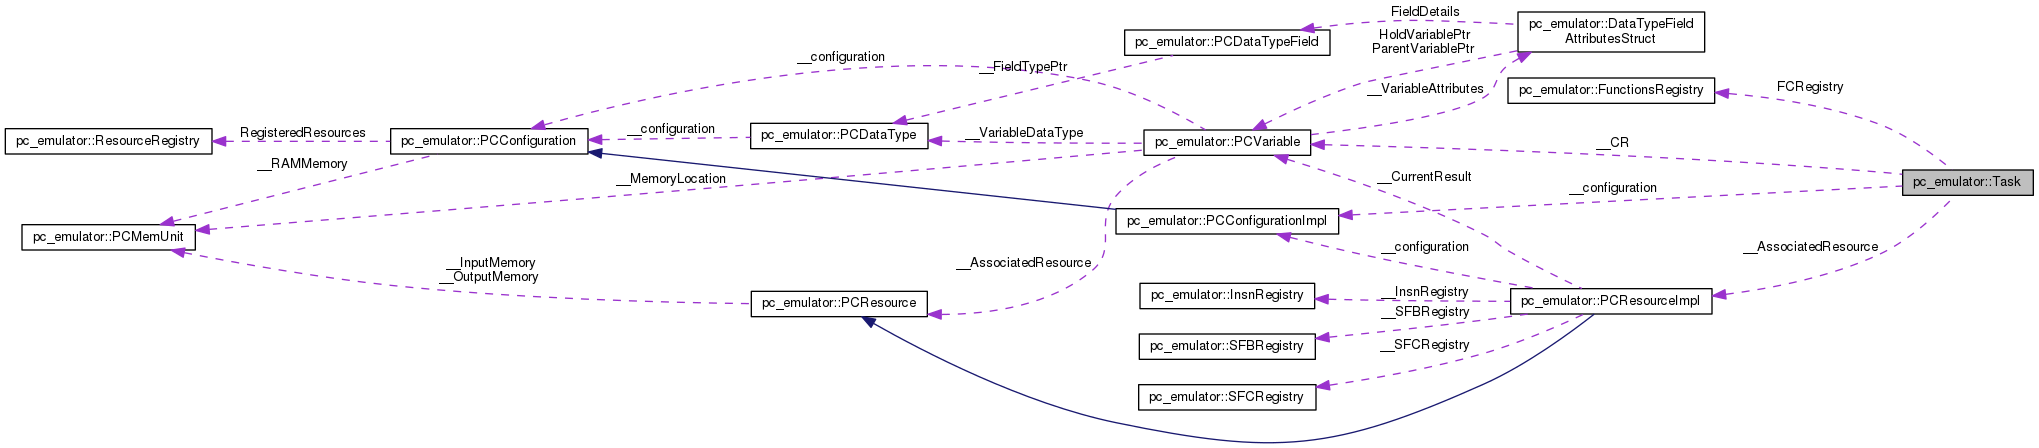 FieldDetails
pc_emulator::DataTypeField
AttributesStruct
pc_emulator::PCDataTypeField
HoldVariablePtr
ParentVariablePtr
__configuration
__FieldTypePtr
__VariableAttributes
pc_emulator::FunctionsRegistry
FCRegistry
pc_emulator::ResourceRegistry
RegisteredResources
pc_emulator::PCConfiguration
__configuration
pc_emulator::PCDataType
__VariableDataType
pc_emulator::PCVariable
__CR
__RAMMemory
__MemoryLocation
__CurrentResult
__configuration
pc_emulator::Task
pc_emulator::PCMemUnit
pc_emulator::PCConfigurationImpl
__configuration
__AssociatedResource
__InputMemory
__OutputMemory
__AssociatedResource
pc_emulator::PCResource
pc_emulator::InsnRegistry
__InsnRegistry
pc_emulator::PCResourceImpl
__SFBRegistry
pc_emulator::SFBRegistry
__SFCRegistry
pc_emulator::SFCRegistry